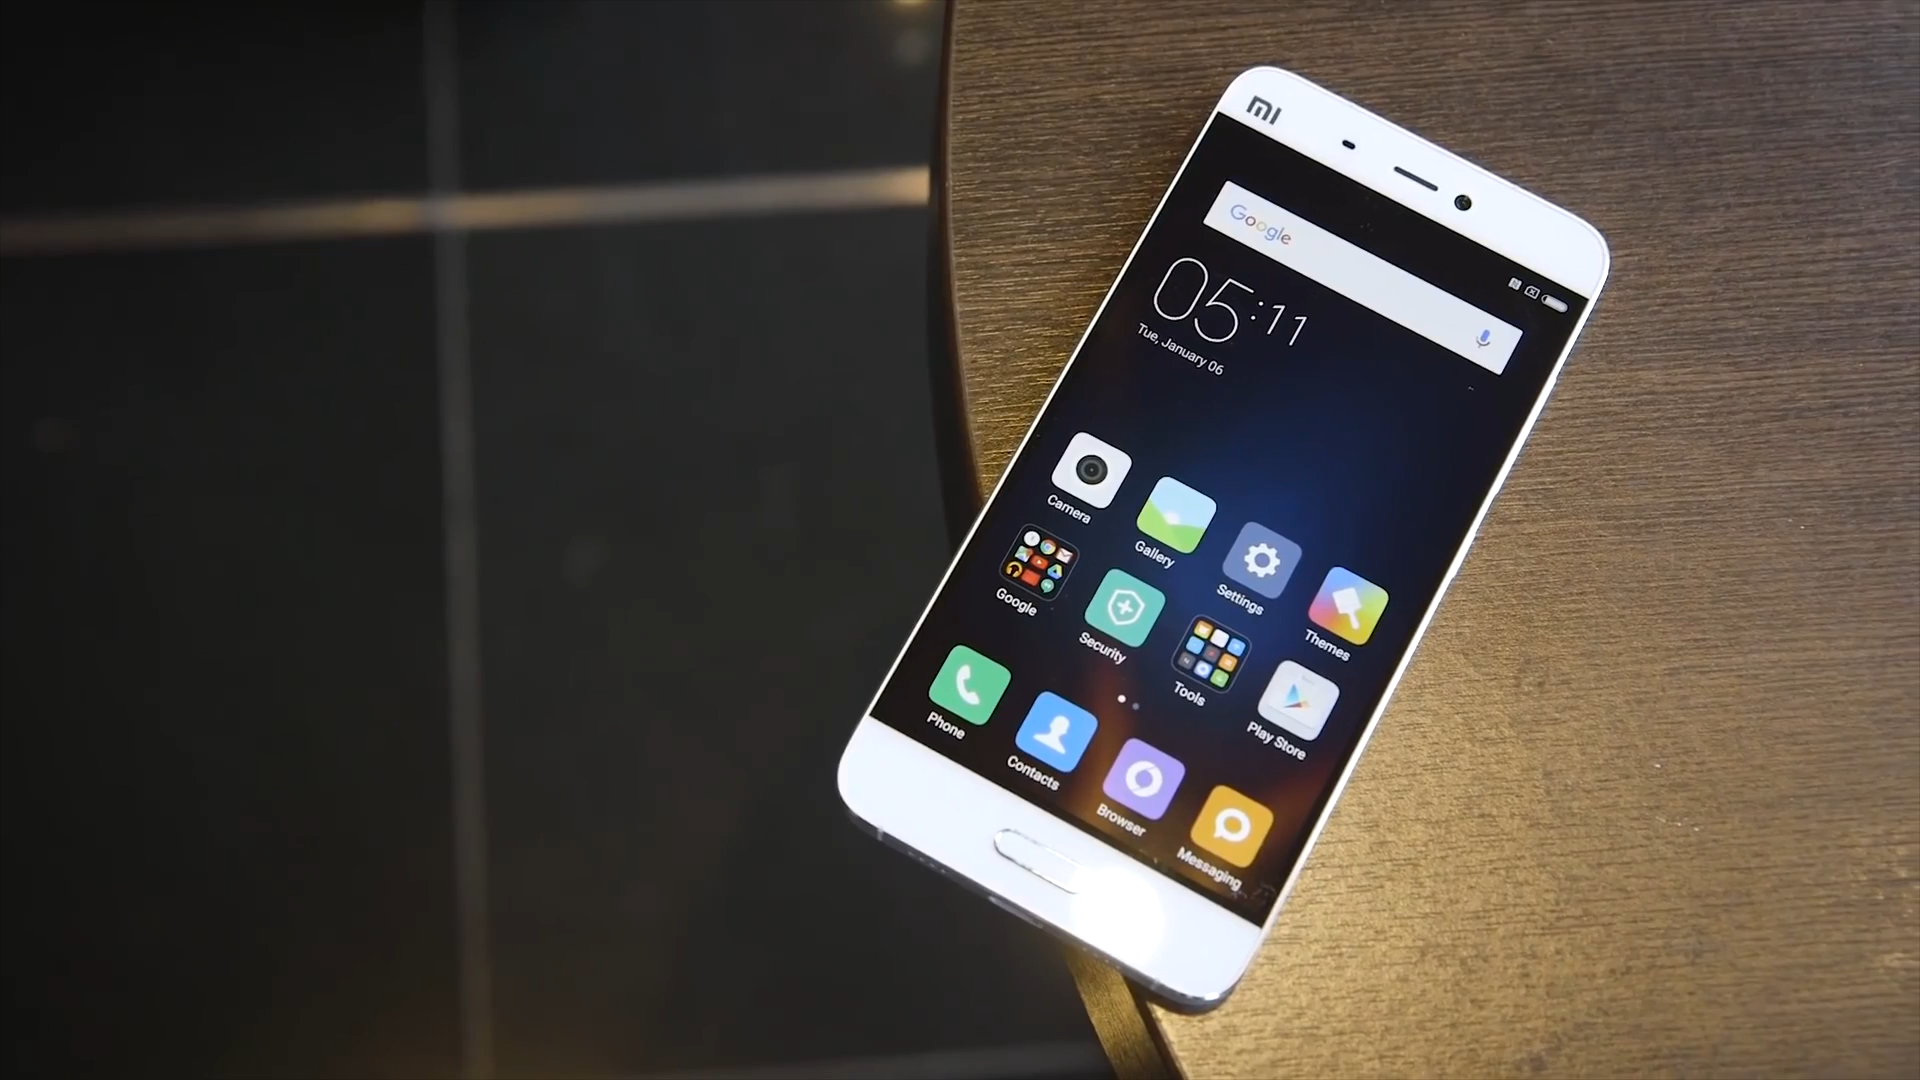 mi
Google
05:11
Tue, January 06
Camera
Gallery
Settings
Themes
Google
Security
Tools
Play Store
Phone
Contacts
Browser
Messaging